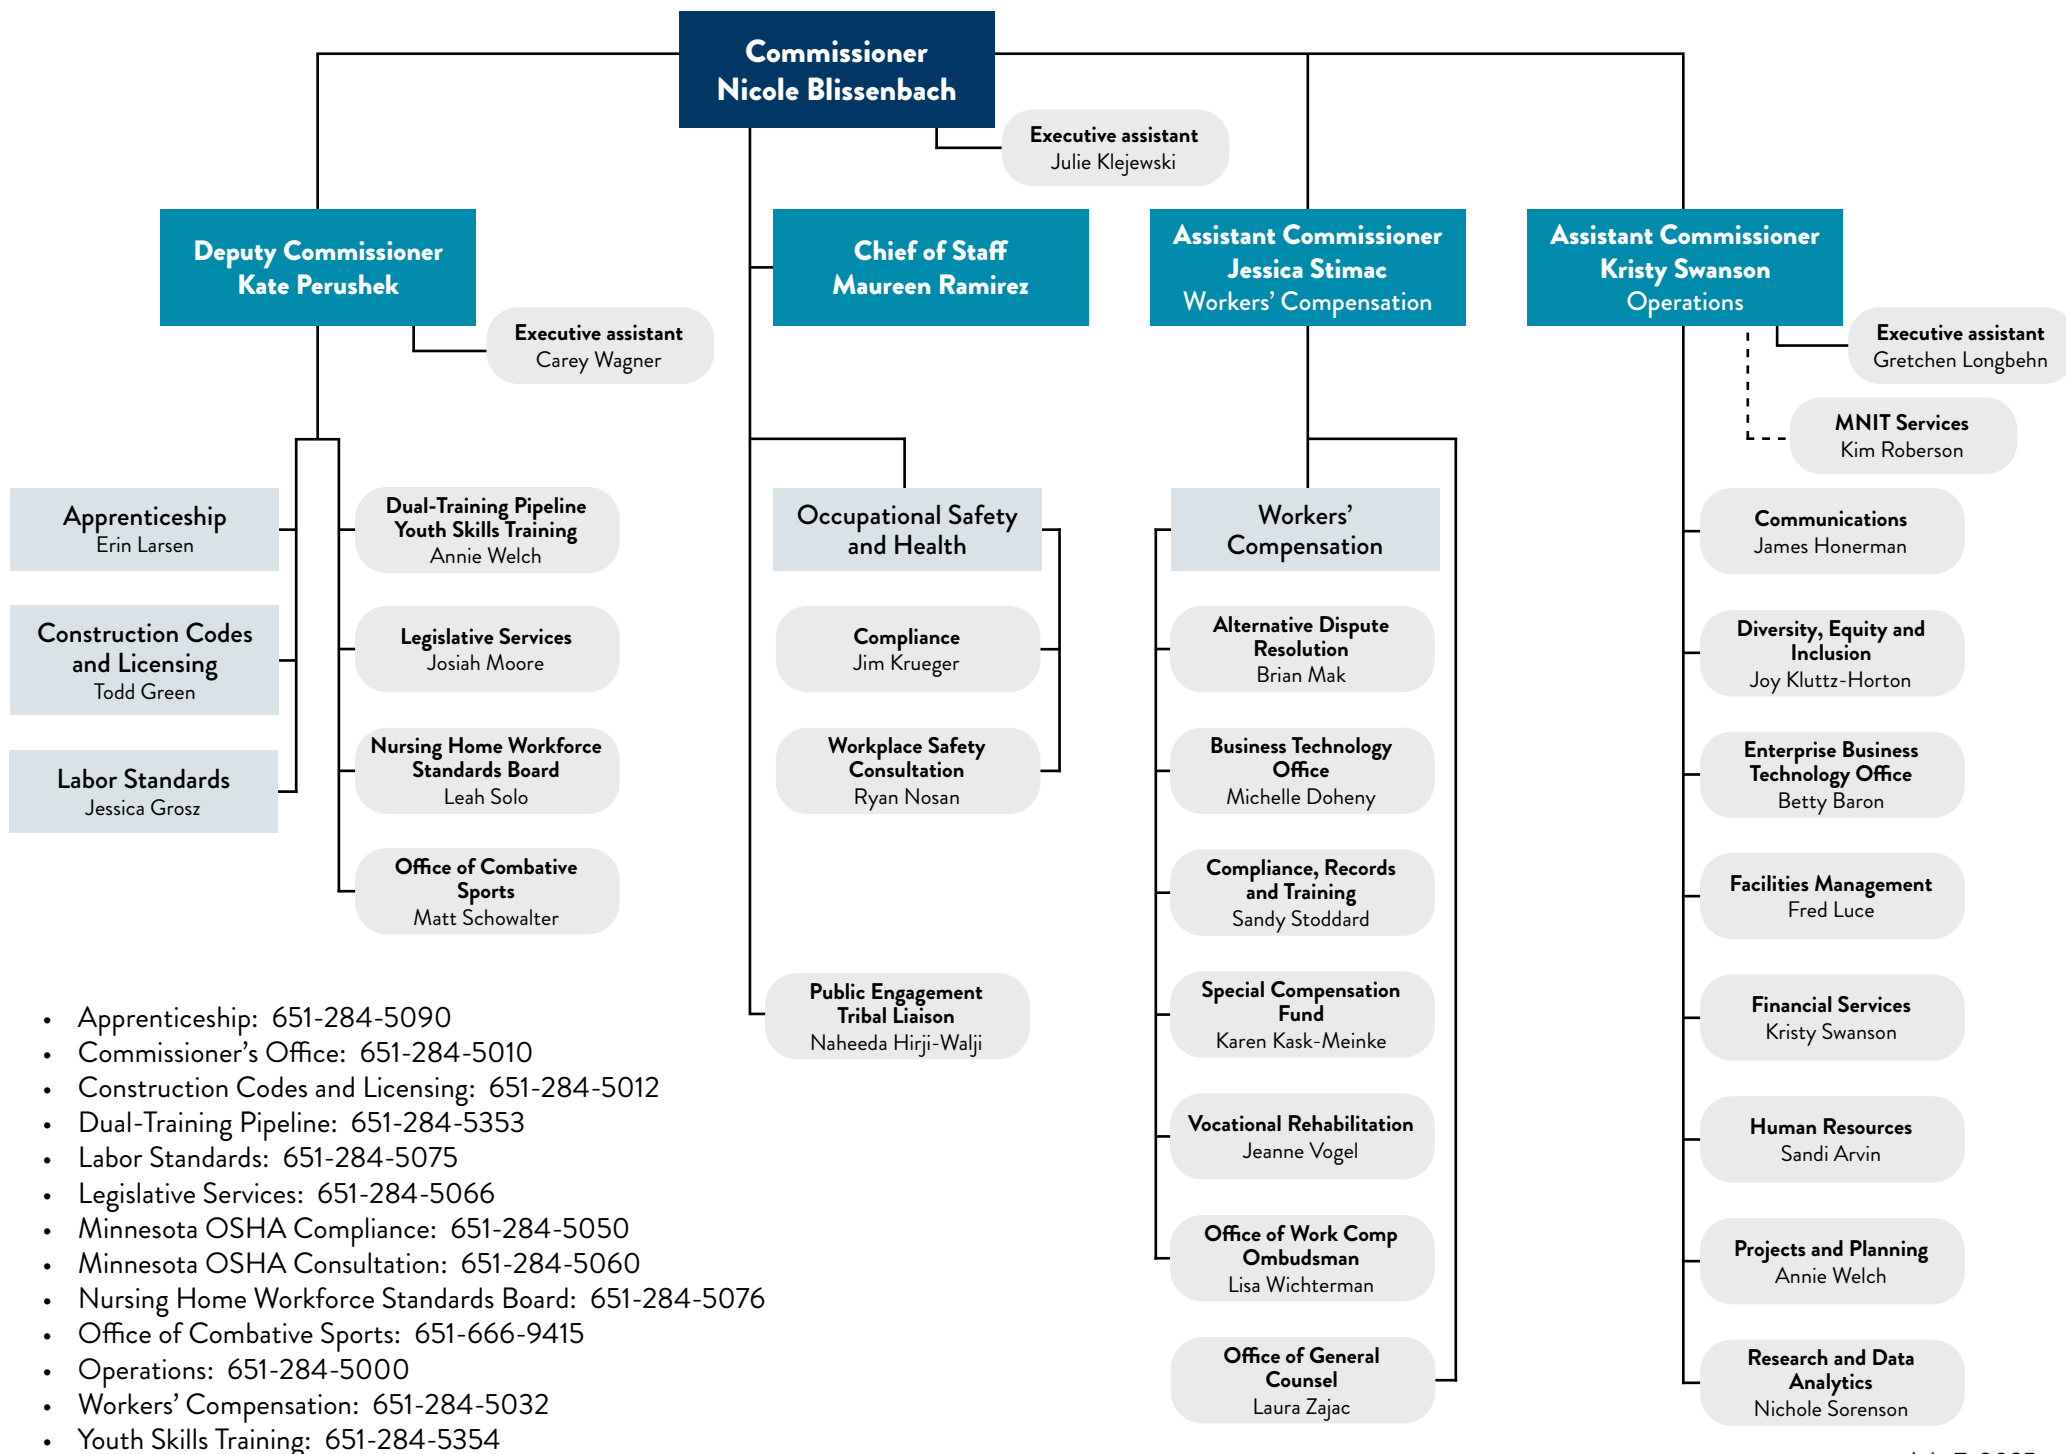 Commissioner
Nicole Blissenbach
Executive assistant
Julie Klejewski
Deputy Commissioner
Kate Perushek
Executive assistant
Carey Wagner
Chief of Staff
Maureen Ramirez
Assistant Commissioner
Jessica Stimac
Workers’ Compensation
Assistant Commissioner
Kristy Swanson
Operations
Executive assistant
Gretchen Longbehn
MNIT Services
Kim Roberson
Apprenticeship
Erin Larsen
Construction Codes
and Licensing
Todd Green
Labor Standards
Jessica Grosz
Dual-Training Pipeline
Youth Skills Training
Annie Welch
Legislative Services
Josiah Moore
Nursing Home Workforce
Standards Board
Leah Solo
Office of Combative
Sports
Matt Schowalter
Occupational Safety
and Health
Compliance
Jim Krueger
Workplace Safety
Consultation
Ryan Nosan
Public Engagement
Tribal Liaison
Naheeda Hirji-Walji
Workers’
Compensation
Alternative Dispute
Resolution
Brian Mak
Business Technology
Office
Michelle Doheny
Compliance, Records
and Training
Sandy Stoddard
Special Compensation
Fund
Karen Kask-Meinke
Vocational Rehabilitation
Jeanne Vogel
Office of Work Comp
Ombudsman
Lisa Wichterman
Office of General
Counsel
Laura Zajac
Communications
James Honerman
Diversity, Equity and
Inclusion
Joy Kluttz-Horton
Enterprise Business
Technology Office
Betty Baron
Facilities Management
Fred Luce
Financial Services
Kristy Swanson
Human Resources
Sandi Arvin
Projects and Planning
Annie Welch
Research and Data
Analytics
Nichole Sorenson
• Apprenticeship: 651-284-5090
• Commissioner’s Office: 651-284-5010
• Construction Codes and Licensing: 651-284-5012
• Dual-Training Pipeline: 651-284-5353
• Labor Standards: 651-284-5075
• Legislative Services: 651-284-5066
• Minnesota OSHA Compliance: 651-284-5050
• Minnesota OSHA Consultation: 651-284-5060
• Nursing Home Workforce Standards Board: 651-284-5076
• Office of Combative Sports: 651-666-9415
• Operations: 651-284-5000
• Workers’ Compensation: 651-284-5032
• Youth Skills Training: 651-284-5354